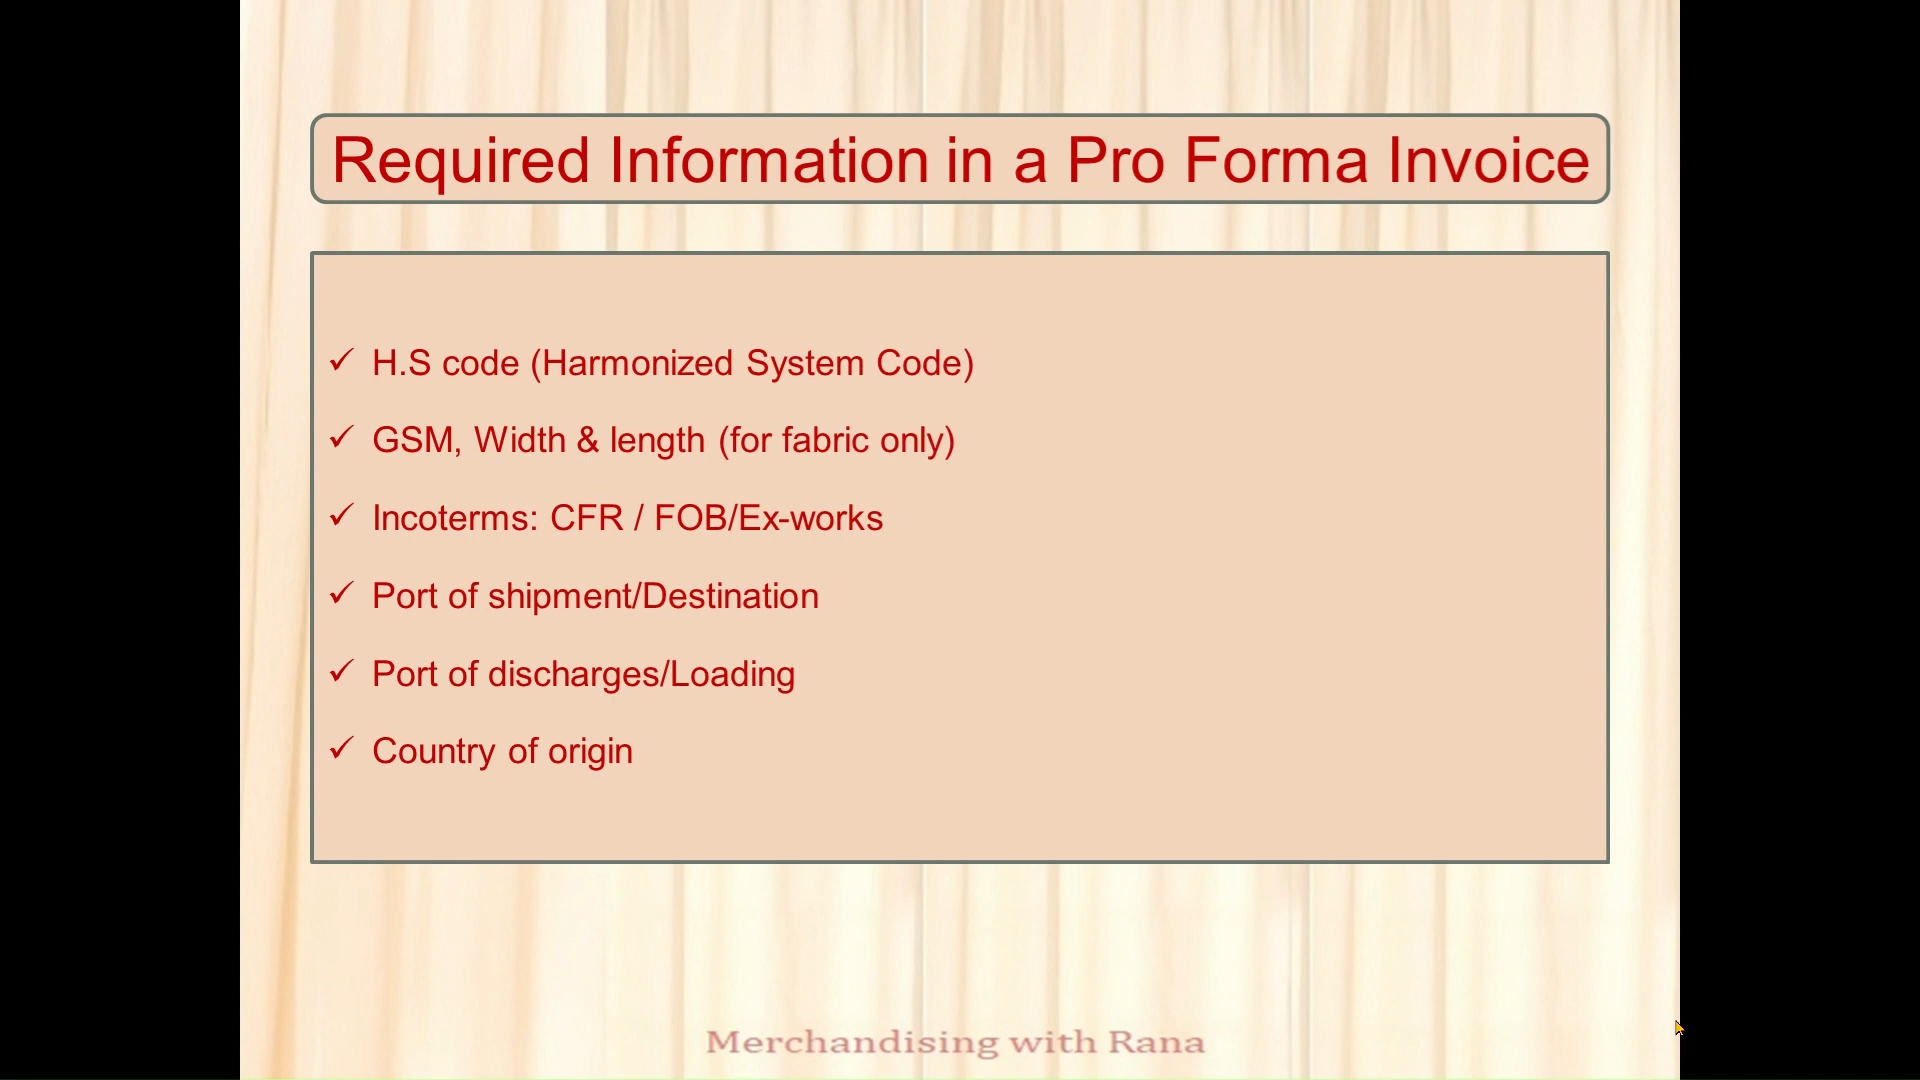 Required Information in a Pro Forma Invoice
✓ H.S code (Harmonized System Code)
✓ GSM, Width & length (for fabric only)
✓ Incoterms: CFR / FOB/Ex-works
✓ Port of shipment/Destination
✓ Port of discharges/Loading
✓ Country of origin
Merchandising with Rana